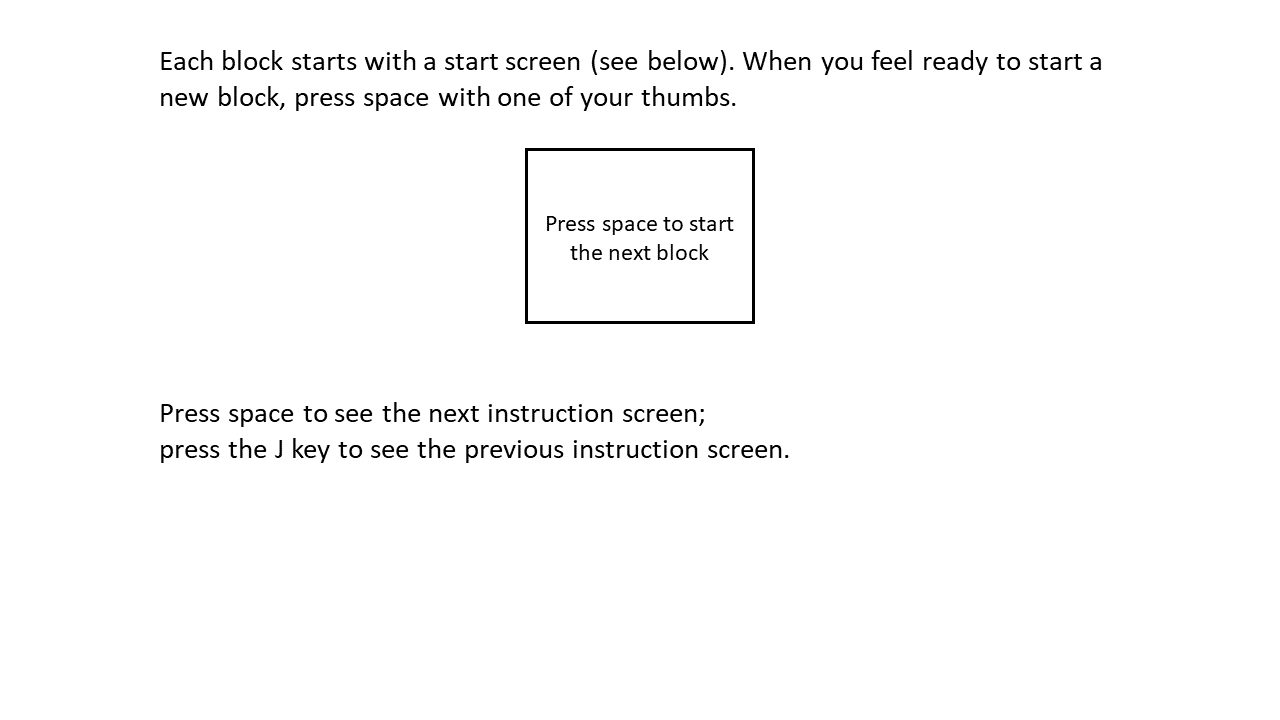 Each block starts with a start screen (see below). When you feel ready to start a
new block, press space with one of your thumbs.
Press space to start
the next block
Press space to see the next instruction screen;
press the J key to see the previous instruction screen.